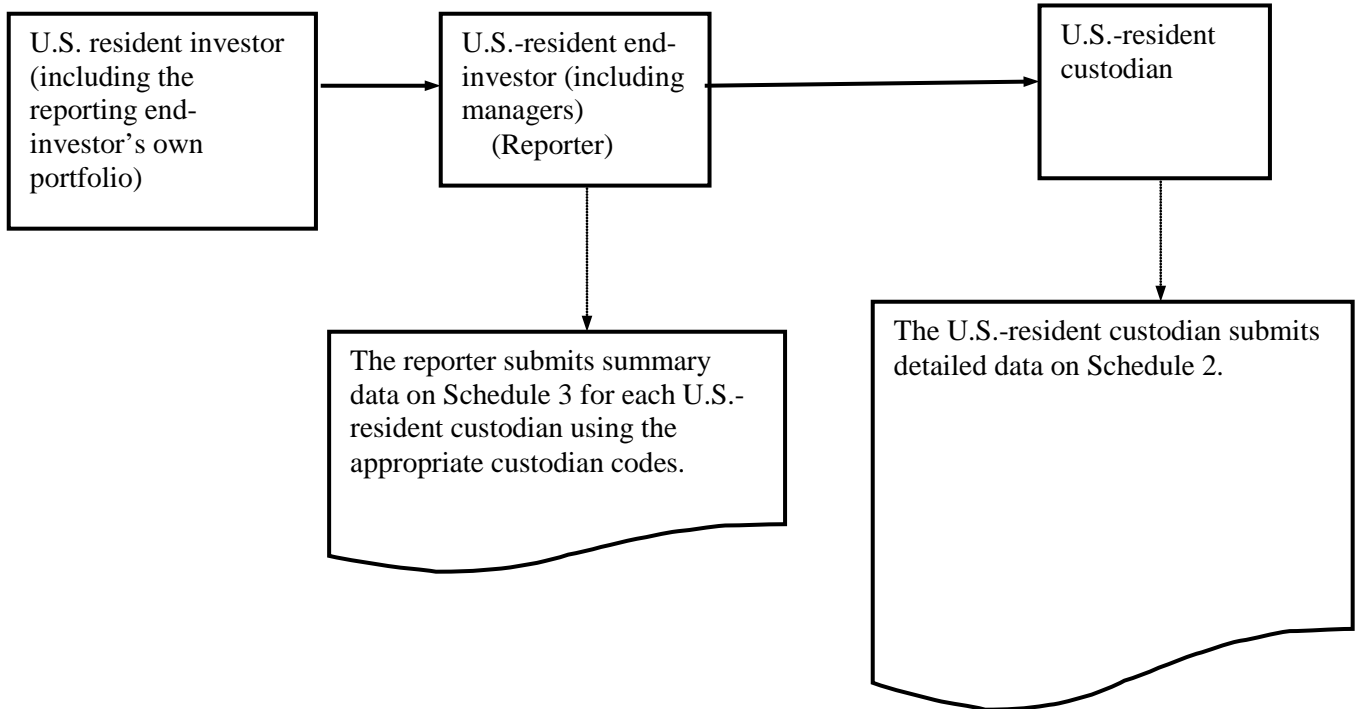 U.S. resident investor
(including the
reporting end-
investor’s own
portfolio)
U.S.-resident end-
investor (including
managers)
(Reporter)
U.S.-resident
custodian
The reporter submits summary
data on Schedule 3 for each U.S.-
resident custodian using the
appropriate custodian codes.
The U.S.-resident custodian submits
detailed data on Schedule 2.